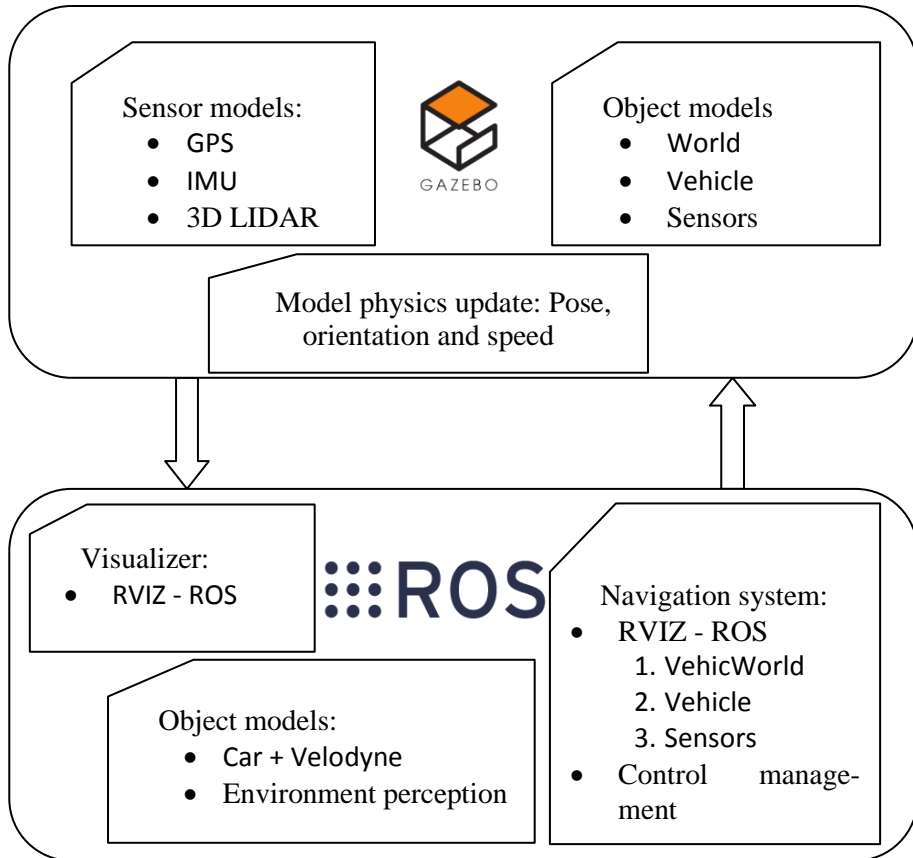 Sensor models:
• GPS
• IMU
• 3D LIDAR
GAZEBO
Object models
• World
• Vehicle
• Sensors
Model physics update: Pose,
orientation and speed
Visualizer:
• RVIZ - ROS
ROS
Navigation system:
• RVIZ - ROS
1. VehicWorld
2. Vehicle
3. Sensors
• Control manage-
ment
Object models:
• Car + Velodyne
• Environment perception